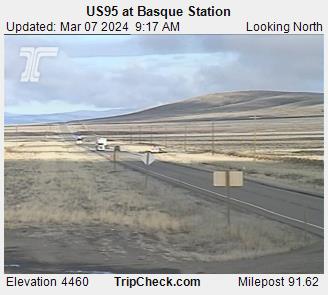 US95 at Basque Station
Updated: Mar 07 2024 9:17 AM Looking North
Elevation 4460 TripCheck.com Milepost 91.62